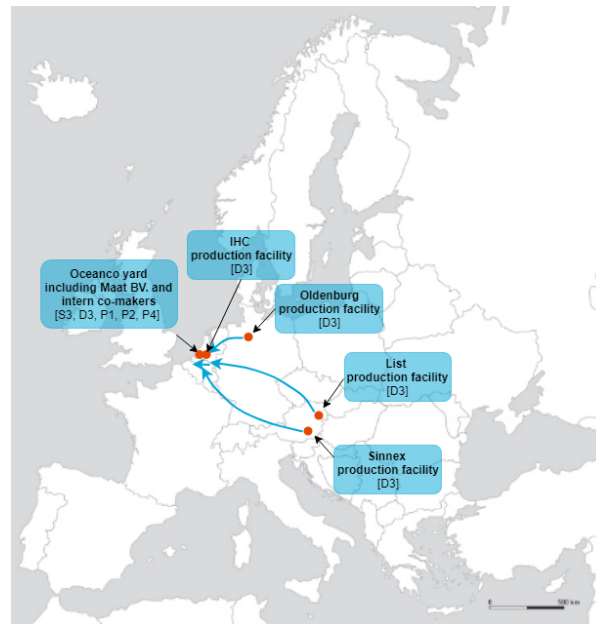 IHC
production facility
[D3]
Oceanco yard
including Maat BV. and
intern co-makers
[S3, D3, P1, P2, P4]
Oldenburg
production facility
[D3]
List
production facility
[D3]
Sinnex
production facility
[D3]
0 500 km